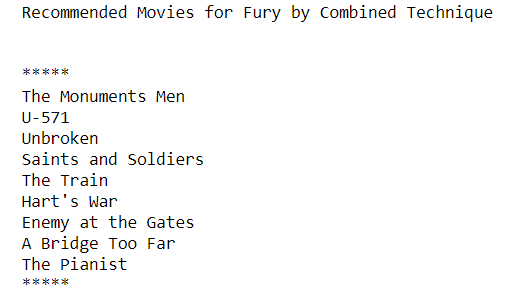 Recommended Movies for Fury by Combined Technique
*****
The Monuments Men
U-571
Unbroken
Saints and Soldiers
The Train
Hart's War
Enemy at the Gates
A Bridge Too Far
The Pianist
*****